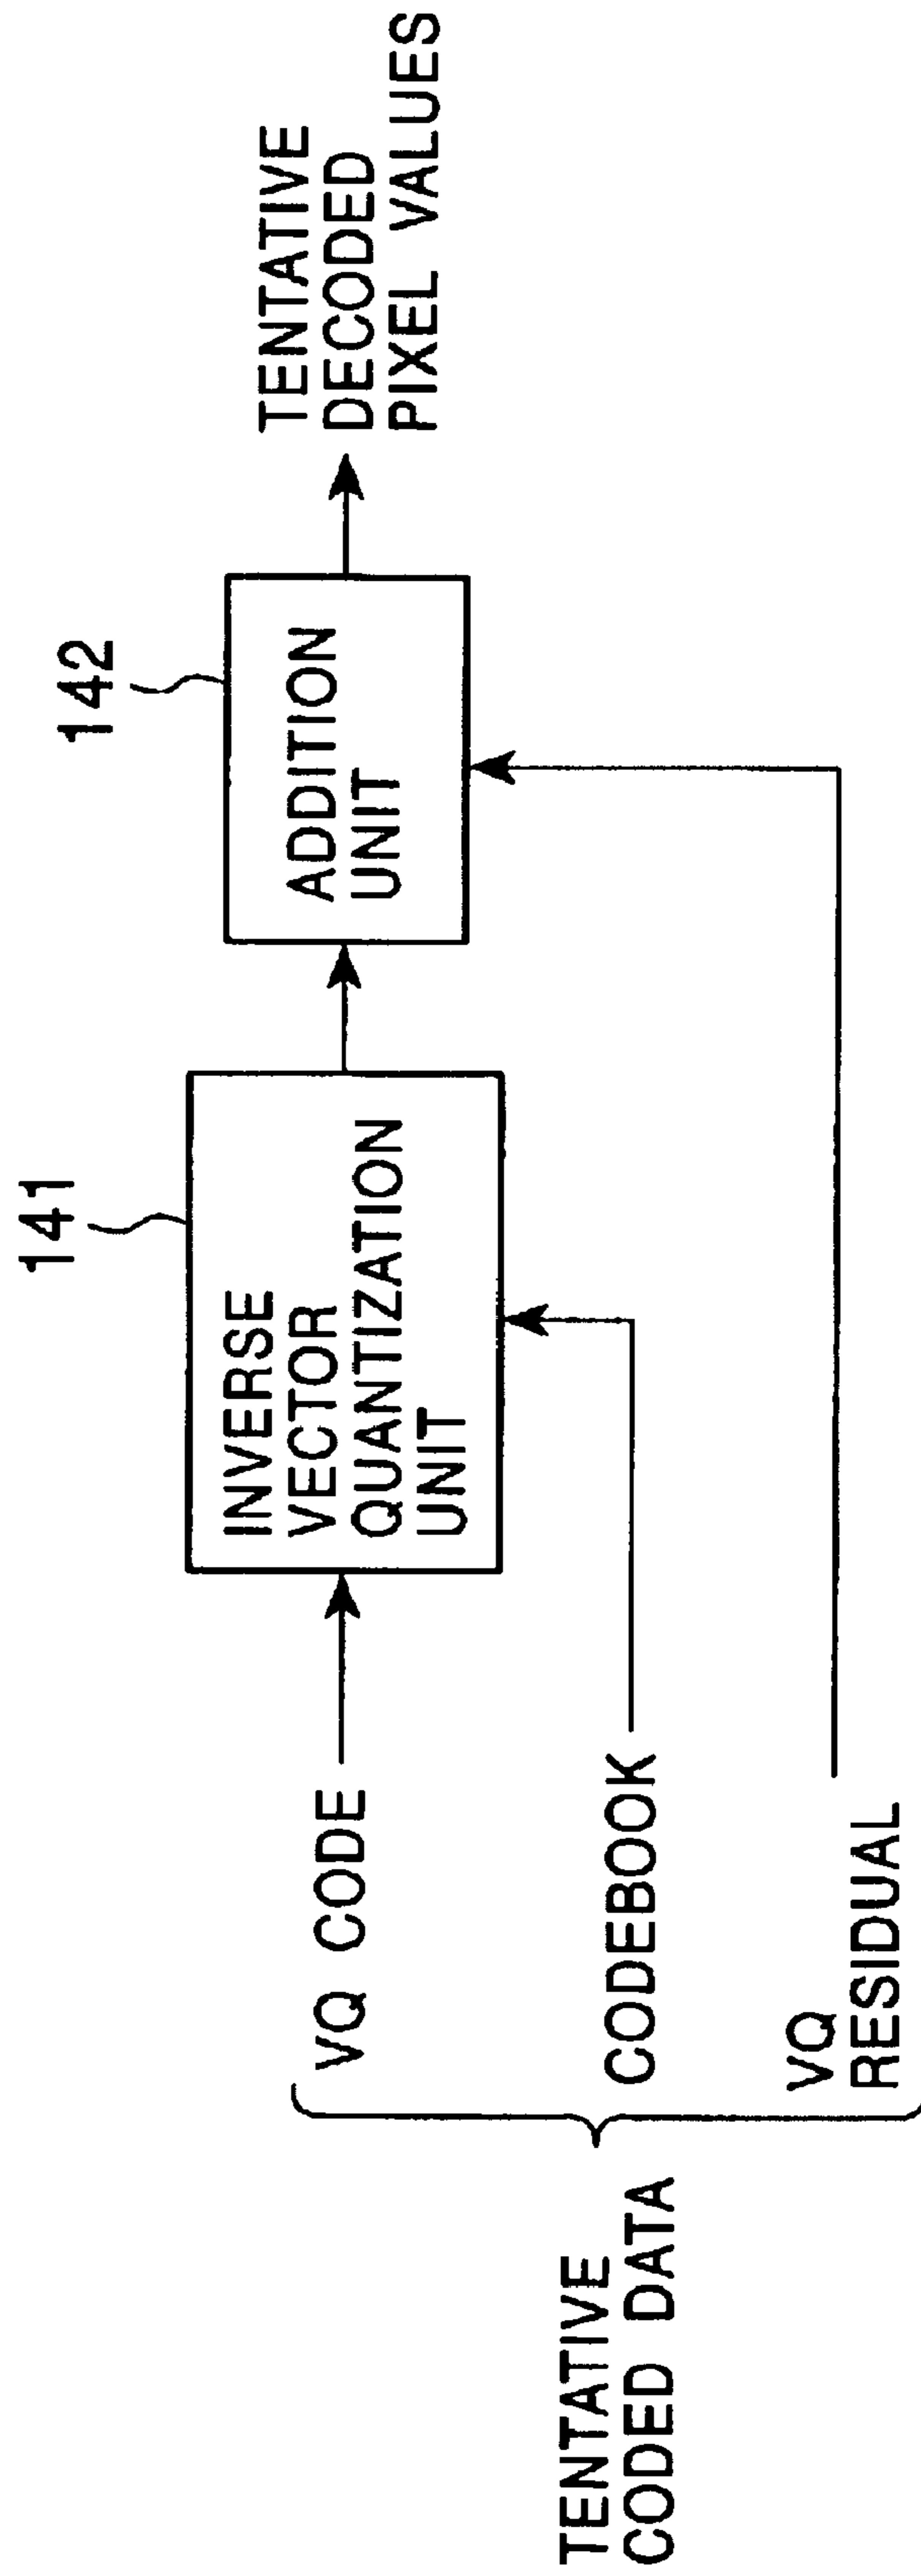 TENTATIVE
CODED DATA
VQ CODE
CODEBOOK
VQ
RESIDUAL
141
INVERSE
VECTOR
QUANTIZATION
UNIT
142
ADDITION
UNIT
TENTATIVE
DECODED
PIXEL VALUES